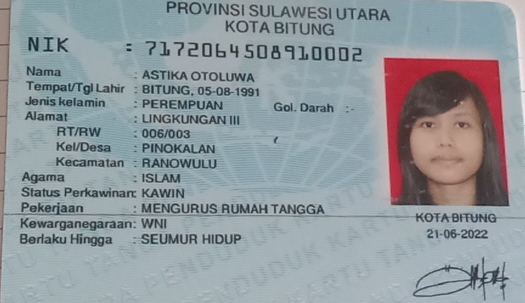 PROVINSI SULAWESI UTARA
KOTA BITUNG
NIK : 7172064508910002
Nama : ASTIKA OTOLUWA
Tempat/Tgl Lahir : BITUNG, 05-08-1991
Jenis kelamin : PEREMPUAN Gol. Darah :-
Alamat : LINGKUNGAN III
RT/RW : 006/003
Kel/Desa : PINOKALAN
Kecamatan : RANOWULU
Agama : ISLAM
Status Perkawinan: KAWIN
Pekerjaan : MENGURUS RUMAH TANGGA
Kewarganegaraan: WNI
Berlaku Hingga : SEUMUR HIDUP
KOTA BITUNG
21-06-2022